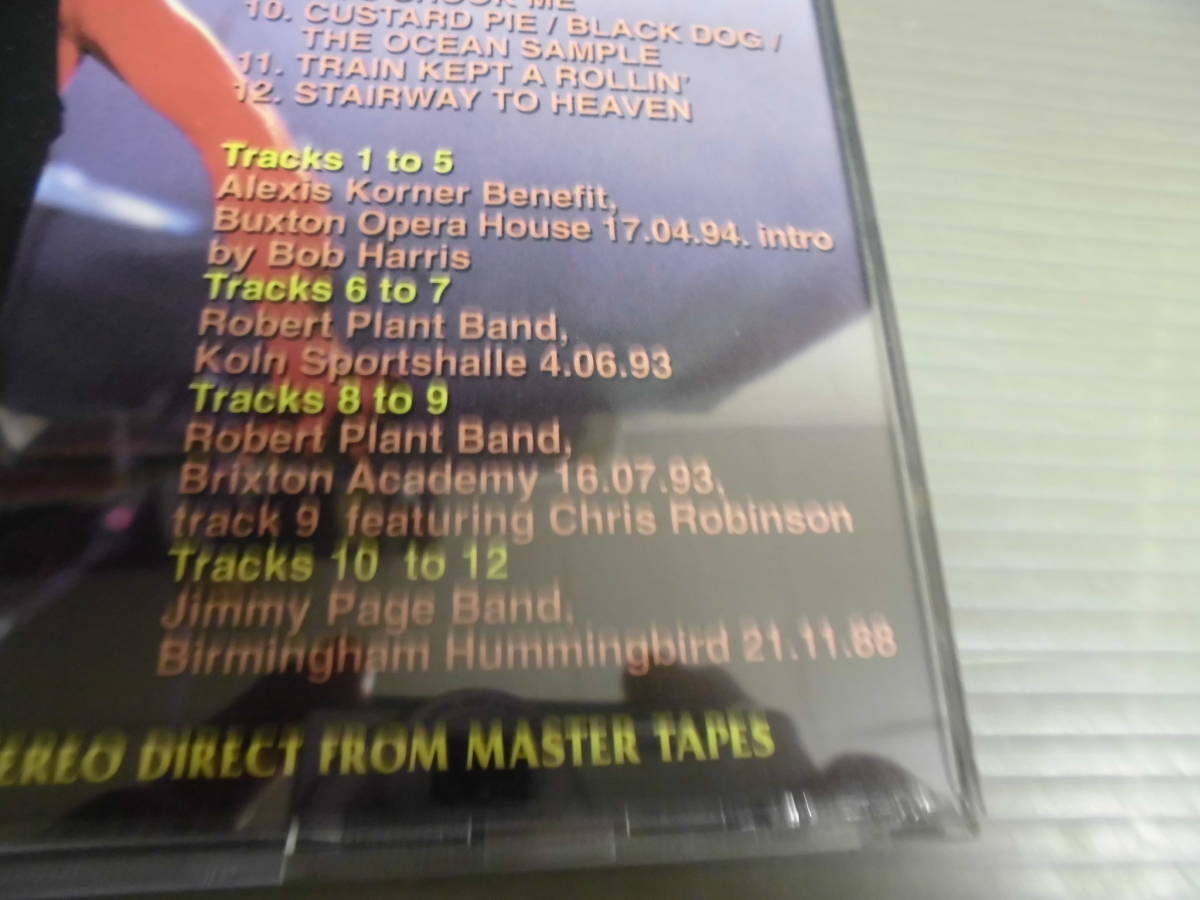 SHOOK ME
10. CUSTARD PIE / BLACK DOG /
THE OCEAN SAMPLE
11. TRAIN KEPT A ROLLIN'
12. STAIRWAY TO HEAVEN
Tracks 1 to 5
Alexis Korner Benefit,
Buxton Opera House 17.04.94. intro
by Bob Harris
Tracks 6 to 7
Robert Plant Band,
Koln Sportshalle 4.06.93
Tracks 8 to 9
Robert Plant Band,
Brixton Academy 16.07.93,
track 9 featuring Chris Robinson
Tracks 10 to 12
Jimmy Page Band,
Birmingham Hummingbird 21.11.88
EREO DIRECT FROM MASTER TAPES